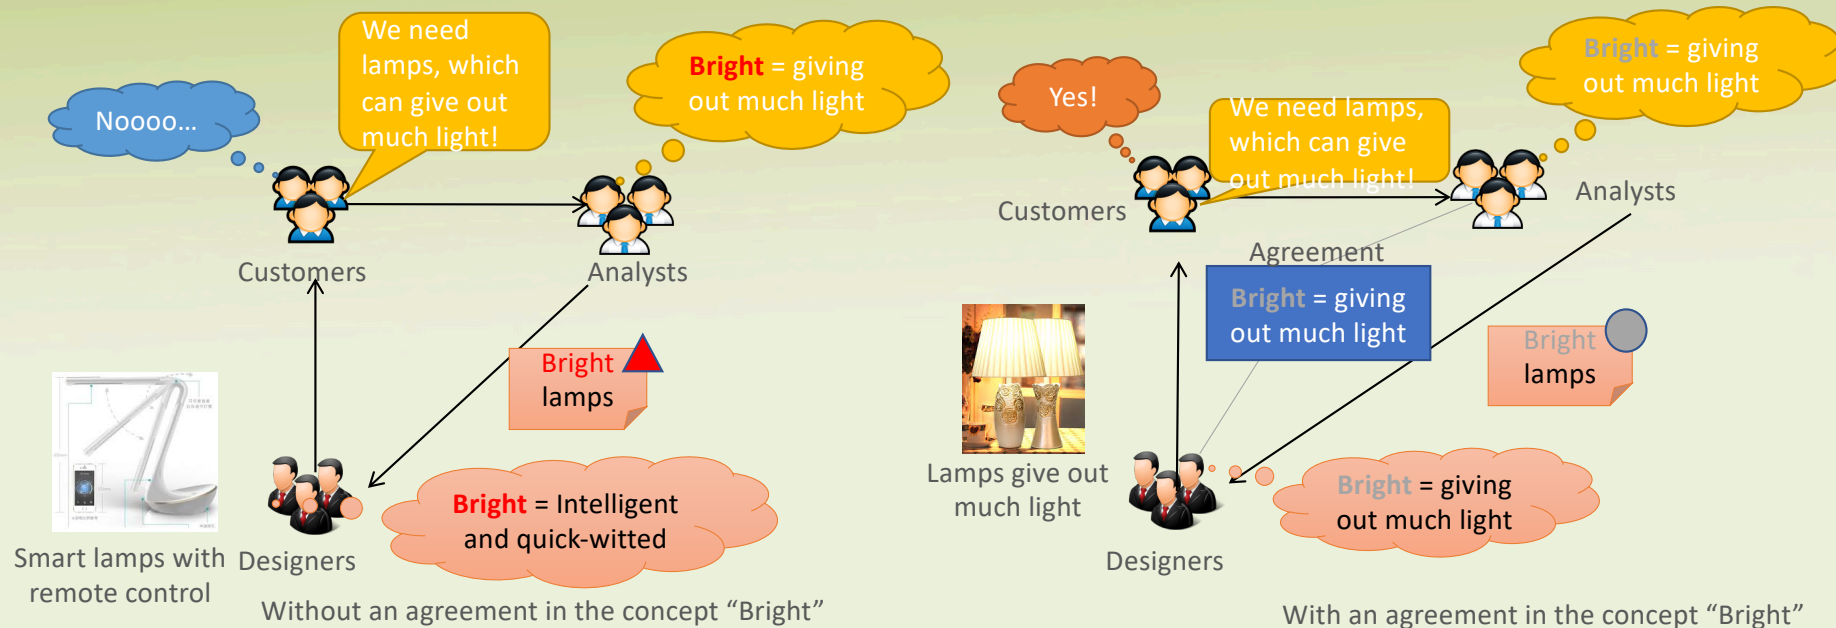 We need
lamps, which
can give out
much light!
Bright = giving
out much light
Noooo...
Customers
Analysts
Bright
lamps
Bright = Intelligent
and quick-witted
Smart lamps with
remote control
Designers
Without an agreement in the concept “Bright”
Bright = giving
out much light
Yes!
We need lamps,
which can give
out much light!
Customers
Analysts
Agreement
Bright = giving
out much light
Bright
lamps
Lamps give out
much light
Bright = giving
out much light
Designers
With an agreement in the concept “Bright”